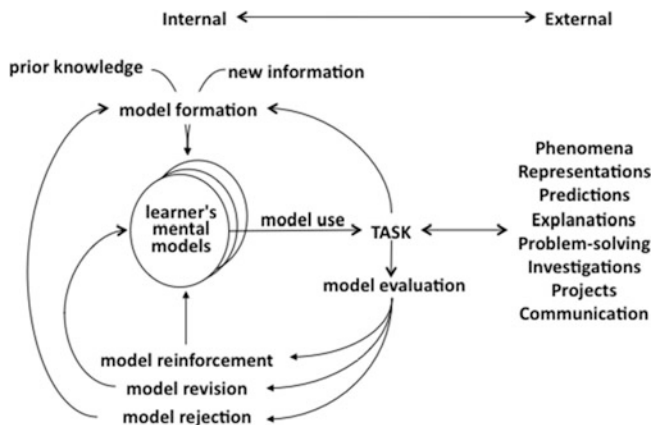 Internal
External
prior knowledge
new information
model formation
learner's
mental
models
model use
TASK
model evaluation
Phenomena
Representations
Predictions
Explanations
Problem-solving
Investigations
Projects
Communication
model reinforcement
model revision
model rejection